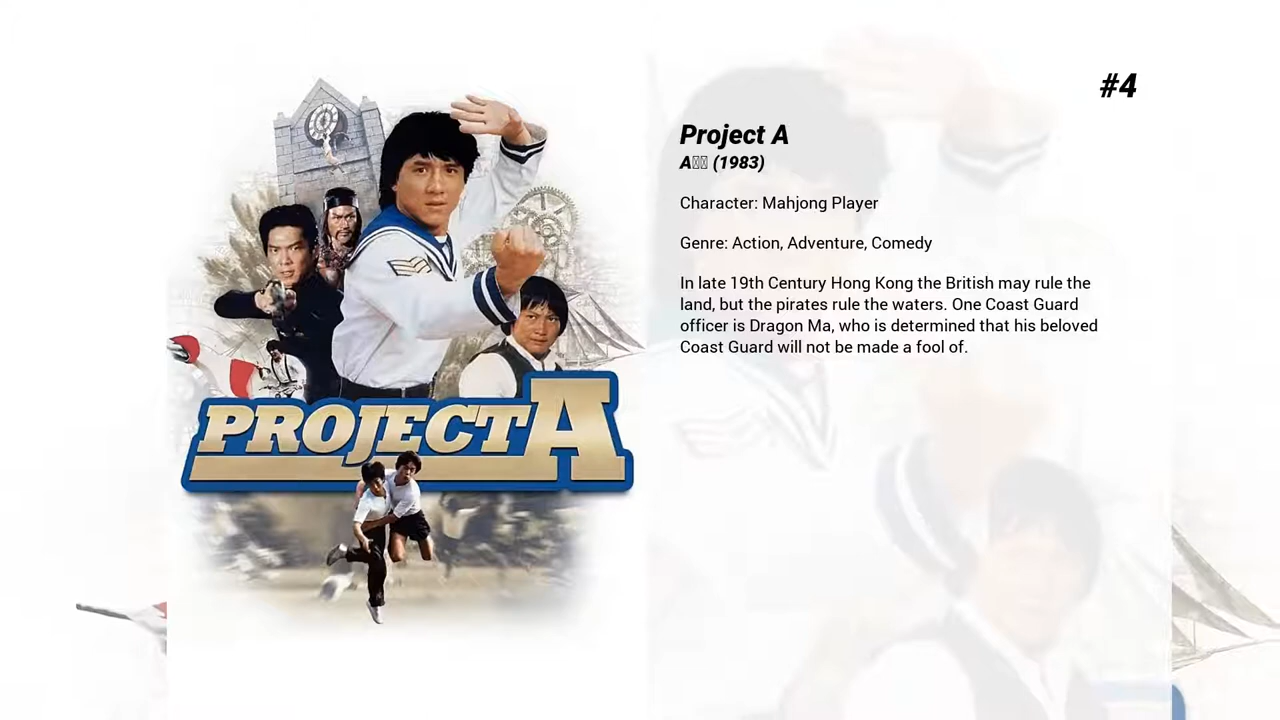 #4
PROJECT A
Project A
A▯▯ (1983)
Character: Mahjong Player
Genre: Action, Adventure, Comedy
In late 19th Century Hong Kong the British may rule the
land, but the pirates rule the waters. One Coast Guard
officer is Dragon Ma, who is determined that his beloved
Coast Guard will not be made a fool of.